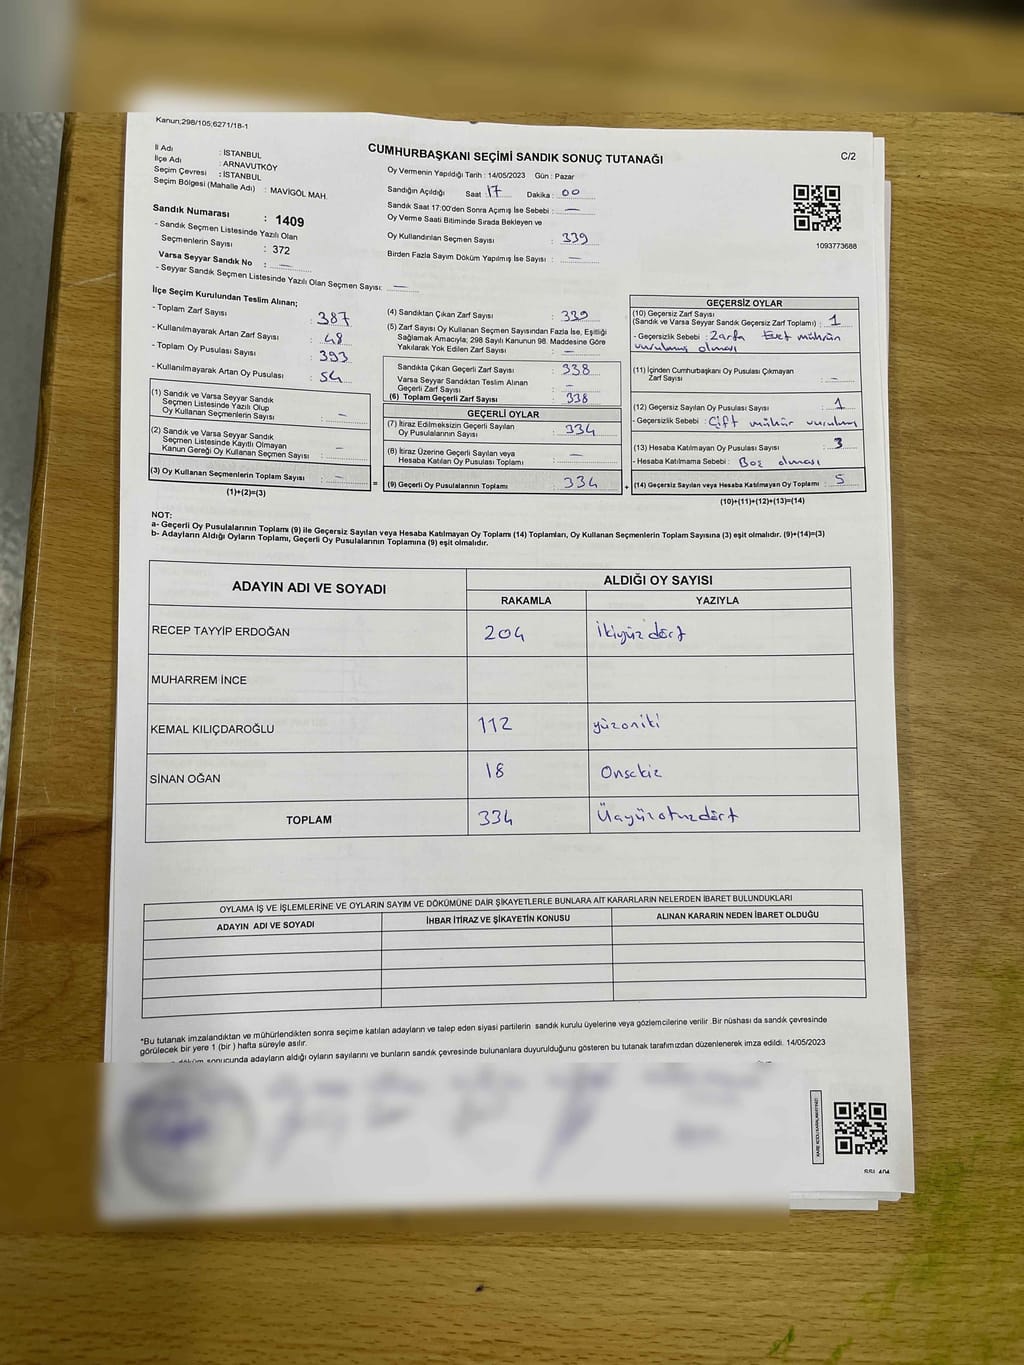 Kanun;298/105;6271/18-1
CUMHURBAŞKANI SEÇİMİ SANDIK SONUÇ TUTANAĞI
C/2
İl Adı : İSTANBUL
İlçe Adı : ARNAVUTKÖY
Seçim Çevresi : İSTANBUL
Seçim Bölgesi (Mahalle Adı) : MAVİGÖL MAH.
Sandık Numarası : 1409
- Sandık Seçmen Listesinde Yazılı Olan
Seçmenlerin Sayısı : 372
Varsa Seyyar Sandık No : —
- Seyyar Sandık Seçmen Listesinde Yazılı Olan Seçmen Sayısı: —
Oy Vermenin Yapıldığı Tarih : 14/05/2023 Gün : Pazar
Sandığın Açıldığı Saat 17 Dakika : 00
Sandık Saat 17:00'den Sonra Açımış İse Sebebi : —
Oy Verme Saati Bitiminde Sırada Bekleyen ve
Oy Kullandırılan Seçmen Sayısı : 339
Birden Fazla Sayım Döküm Yapılmış İse Sayısı : —
1093773688
İlçe Seçim Kurulundan Teslim Alınan;
- Toplam Zarf Sayısı : 387
- Kullanılmayarak Artan Zarf Sayısı : 48
- Toplam Oy Pusulası Sayısı : 393
- Kullanılmayarak Artan Oy Pusulası : 54
(1) Sandık ve Varsa Seyyar Sandık
Seçmen Listesinde Yazılı Olup
Oy Kullanan Seçmenlerin Sayısı : —
(2) Sandık ve Varsa Seyyar Sandık
Seçmen Listesinde Kayıtlı Olmayan
Kanun Gereği Oy Kullanan Seçmen Sayısı : —
(3) Oy Kullanan Seçmenlerin Toplam Sayısı : —
(1)+(2)=(3)
=
(4) Sandıktan Çıkan Zarf Sayısı : 339
(5) Zarf Sayısı Oy Kullanan Seçmen Sayısından Fazla İse, Eşitliği
Sağlamak Amacıyla; 298 Sayılı Kanunun 98. Maddesine Göre
Yakılarak Yok Edilen Zarf Sayısı : —
Sandıkta Çıkan Geçerli Zarf Sayısı : 338
Varsa Seyyar Sandıktan Teslim Alınan
Geçerli Zarf Sayısı : —
(6) Toplam Geçerli Zarf Sayısı : 338
GEÇERLİ OYLAR
(7) İtiraz Edilmeksizin Geçerli Sayılan
Oy Pusulalarının Sayısı : 334
(8) İtiraz Üzerine Geçerli Sayılan veya
Hesaba Katılan Oy Pusulası Toplamı : —
(9) Geçerli Oy Pusulalarının Toplamı : 334
+
GEÇERSİZ OYLAR
(10) Geçersiz Zarf Sayısı
(Sandık ve Varsa Seyyar Sandık Geçersiz Zarf Toplamı) : 1
- Geçersizlik Sebebi : Zarfa Evet mührün
vurulmuş olması
(11) İçinden Cumhurbaşkanı Oy Pusulası Çıkmayan
Zarf Sayısı : —
(12) Geçersiz Sayılan Oy Pusulası Sayısı : 1
- Geçersizlik Sebebi : Çift mühür vurulum
(13) Hesaba Katılmayan Oy Pusulası Sayısı : 3
- Hesaba Katılmama Sebebi : Boş olması
(14) Geçersiz Sayılan veya Hesaba Katılmayan Oy Toplamı : 5
(10)+(11)+(12)+(13)=(14)
NOT:
a- Geçerli Oy Pusulalarının Toplamı (9) ile Geçersiz Sayılan veya Hesaba Katılmayan Oy Toplamı (14) Toplamları, Oy Kullanan Seçmenlerin Toplam Sayısına (3) eşit olmalıdır. (9)+(14)=(3)
b- Adayların Aldığı Oyların Toplamı, Geçerli Oy Pusulalarının Toplamına (9) eşit olmalıdır.
ADAYIN ADI VE SOYADI ALDIĞI OY SAYISI
RAKAMLA YAZIYLA
RECEP TAYYİP ERDOĞAN 204 İkiyüz dört
MUHARREM İNCE
KEMAL KILIÇDAROĞLU 112 yüzoniki
SİNAN OĞAN 18 Onsekiz
TOPLAM 334 Üçyüzotuzdört
OYLAMA İŞ VE İŞLEMLERİNE VE OYLARIN SAYIM VE DÖKÜMÜNE DAİR ŞİKAYETLERLE BUNLARA AİT KARARLARIN NELERDEN İBARET BULUNDUKLARI
ADAYIN ADI VE SOYADI İHBAR İTİRAZ VE ŞİKAYETİN KONUSU ALINAN KARARIN NEDEN İBARET OLDUĞU
*Bu tutanak imzalandıktan ve mühürlendikten sonra seçime katılan adayların ve talep eden siyasi partilerin sandık kurulu üyelerine veya gözlemcilerine verilir .Bir nüshası da sandık çevresinde
görülecek bir yere 1 (bir ) hafta süreyle asılır.
döküm sonucunda adayların aldığı oyların sayılarını ve bunların sandık çevresinde bulunanlara duyurulduğunu gösteren bu tutanak tarafımızdan düzenlenerek imza edildi. 14/05/2023